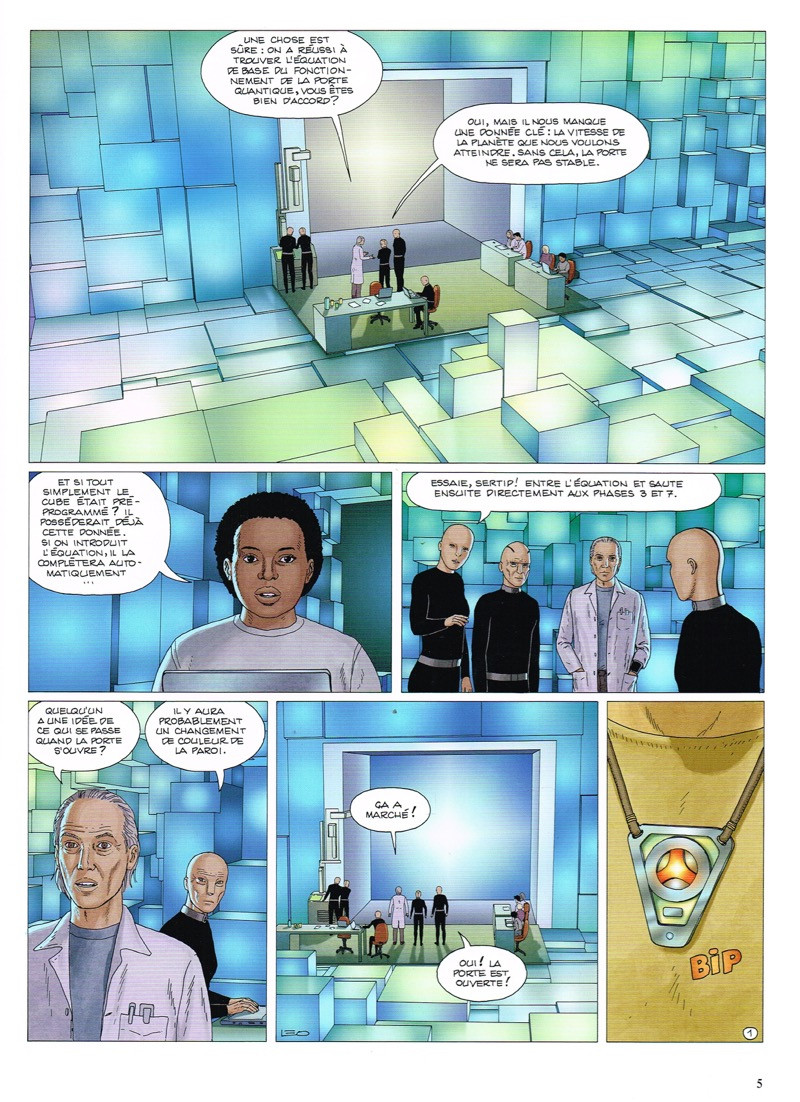 UNE CHOSE EST
SÛRE : ON A RÉUSSI À
TROUVER L'ÉQUATION
DE BASE DU FONCTION-
NEMENT DE LA PORTE
QUANTIQUE, VOUS ÊTES
BIEN D'ACCORD?
OUI, MAIS IL NOUS MANQUE
UNE DONNÉE CLÉ : LA VITESSE DE
LA PLANÈTE QUE NOUS VOULONS
ATTEINDRE. SANS CELA, LA PORTE
NE SERA PAS STABLE.
ET SI TOUT
SIMPLEMENT LE
CUBE ÉTAIT PRÉ-
PROGRAMMÉ? IL
POSSÉDERAIT DÉJÀ
CETTE DONNÉE.
SI ON INTRODUIT
L'ÉQUATION, IL LA
COMPLÉTERA AUTO-
MATIQUEMENT
...
ESSAIE, SERTIP! ENTRE L'ÉQUATION ET SAUTE
ENSUITE DIRECTEMENT AUX PHASES 3 ET 7.
QUELQU'UN
A UNE IDÉE DE
CE QUI SE PASSE
QUAND LA PORTE
S'OUVRE?
IL Y AURA
PROBABLEMENT
UN CHANGEMENT
DE COULEUR DE
LA PAROI.
ÇA A
MARCHÉ!
OUI! LA
PORTE EST
OUVERTE!
LEO
BIP
1
5